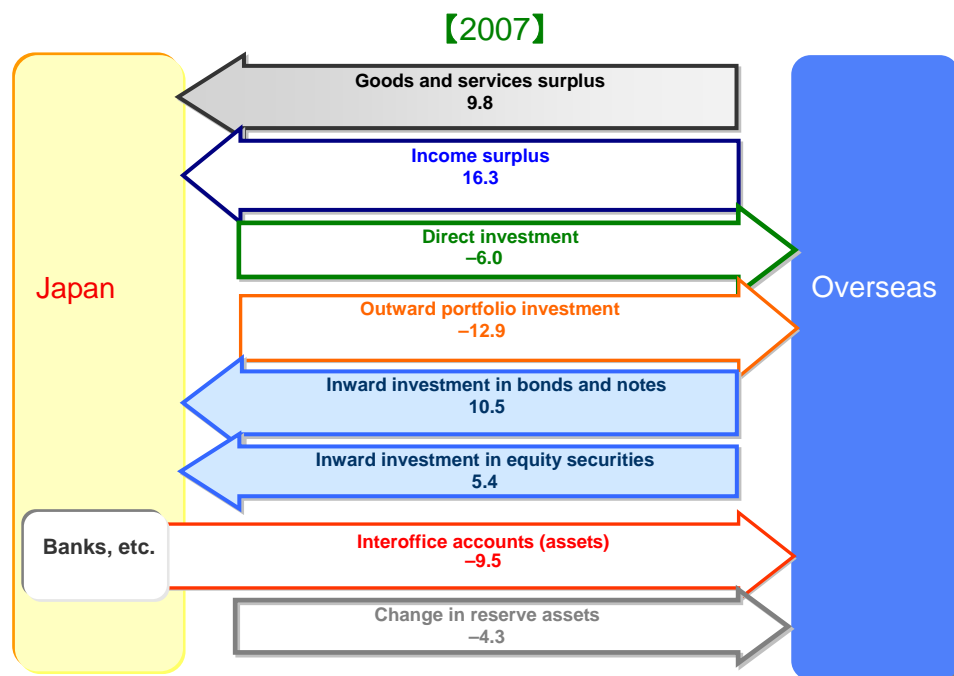 【2007】
Goods and services surplus
9.8
Income surplus
16.3
Direct investment
–6.0
Japan
Overseas
Outward portfolio investment
–12.9
Inward investment in bonds and notes
10.5
Inward investment in equity securities
5.4
Banks, etc.
Interoffice accounts (assets)
–9.5
Change in reserve assets
–4.3